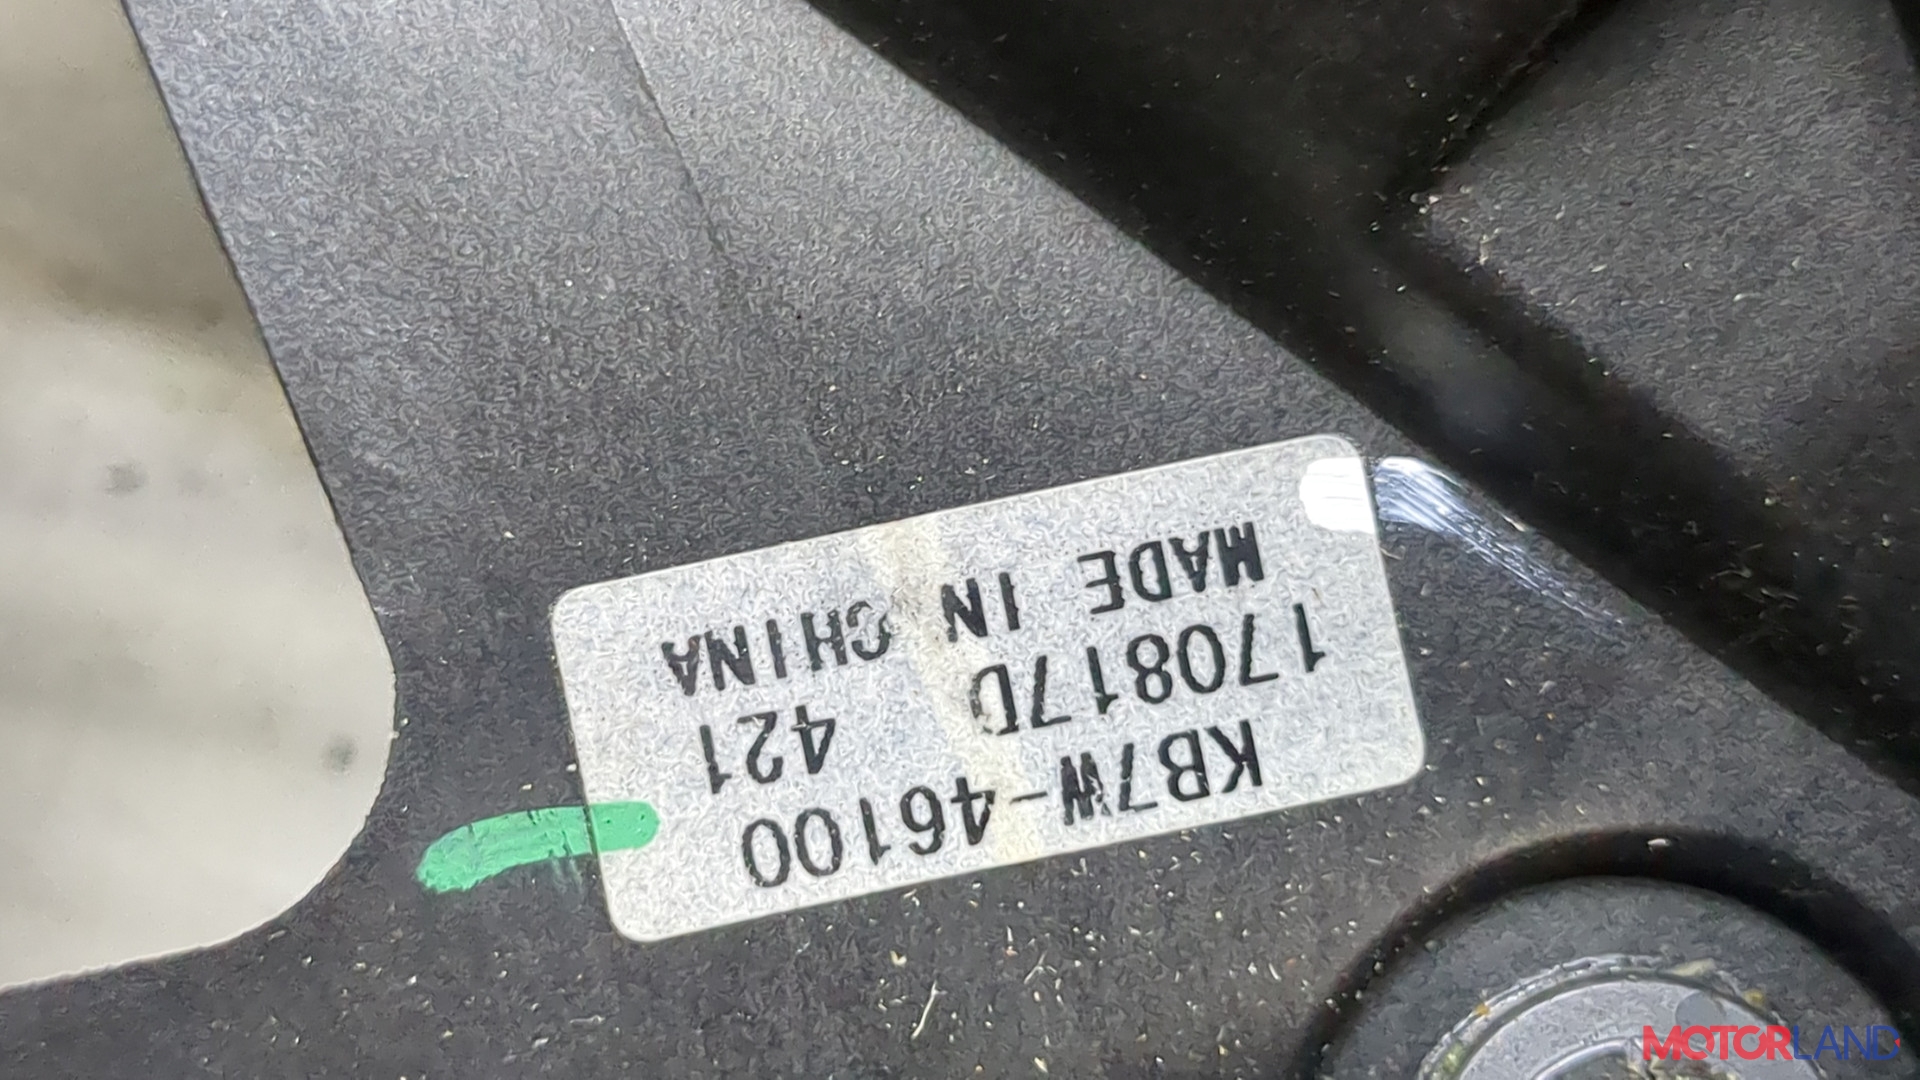 KB7W-46100
170817D 421
MADE IN CHINA
MOTORLAND